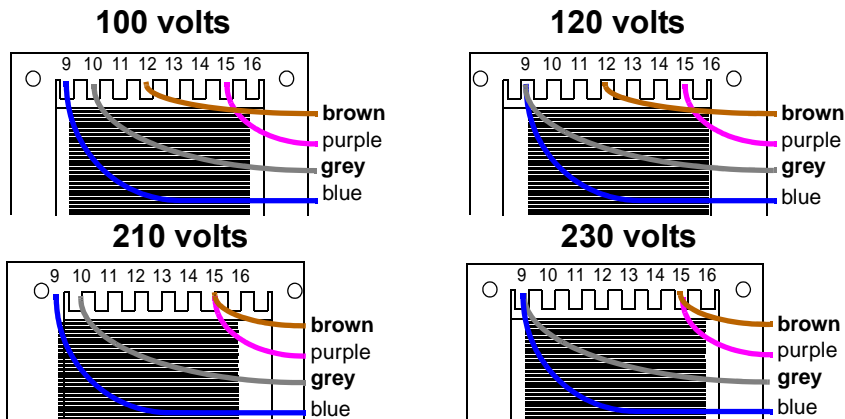 100 volts
9 10 11 12 13 14 15 16
brown
purple
grey
blue
120 volts
9 10 11 12 13 14 15 16
brown
purple
grey
blue
210 volts
9 10 11 12 13 14 15 16
brown
purple
grey
blue
230 volts
9 10 11 12 13 14 15 16
brown
purple
grey
blue